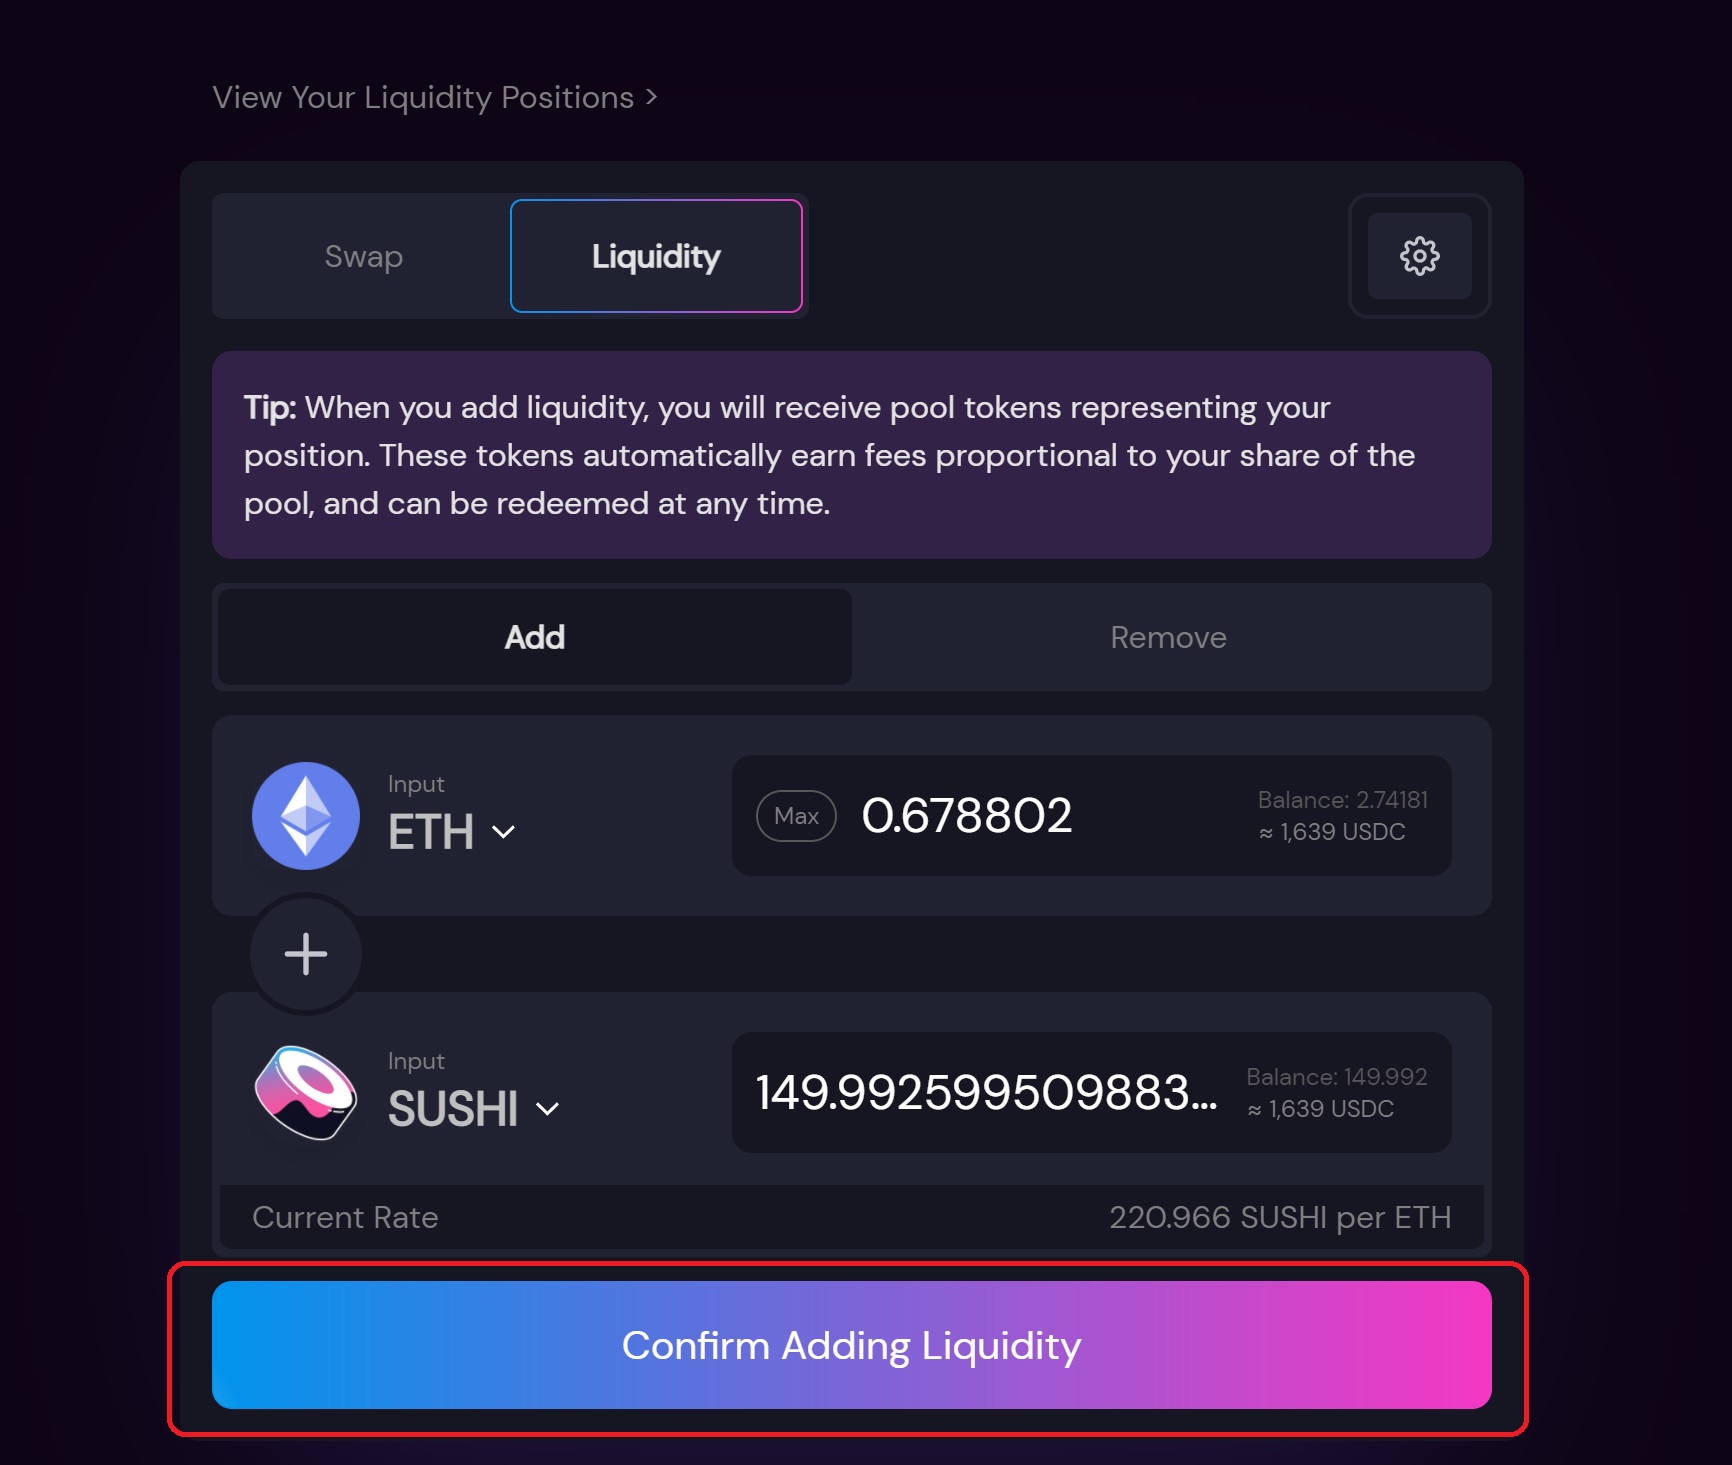 View Your Liquidity Positions >
Swap
Liquidity
Tip: When you add liquidity, you will receive pool tokens representing your
position. These tokens automatically earn fees proportional to your share of the
pool, and can be redeemed at any time.
Add
Remove
Input
ETH
Max
0.678802
Balance: 2.74181
≈ 1,639 USDC
Input
SUSHI
149.992599509883...
Balance: 149.992
≈ 1,639 USDC
Current Rate
220.966 SUSHI per ETH
Confirm Adding Liquidity